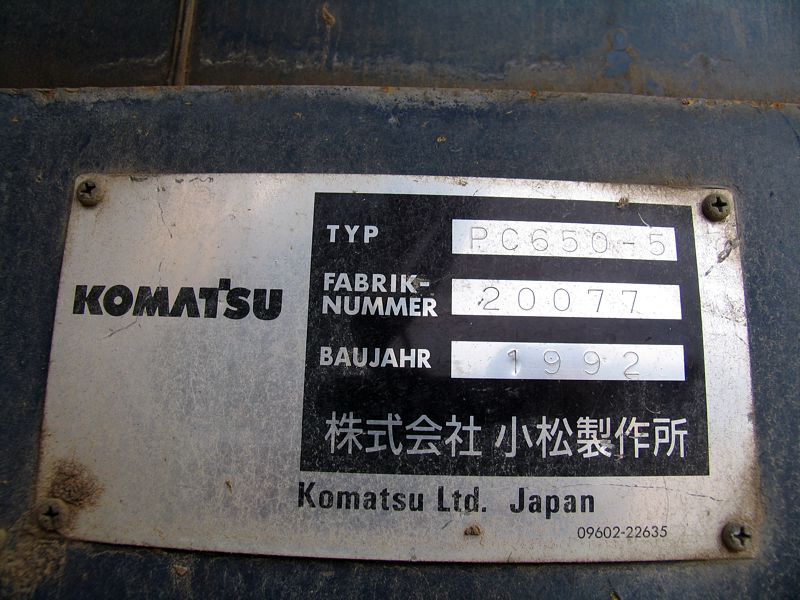 KOMATSU
TYP PC650-5
FABRIK-
NUMMER 20077
BAUJAHR 1992
株式会社 小松製作所
Komatsu Ltd. Japan
09602-22635